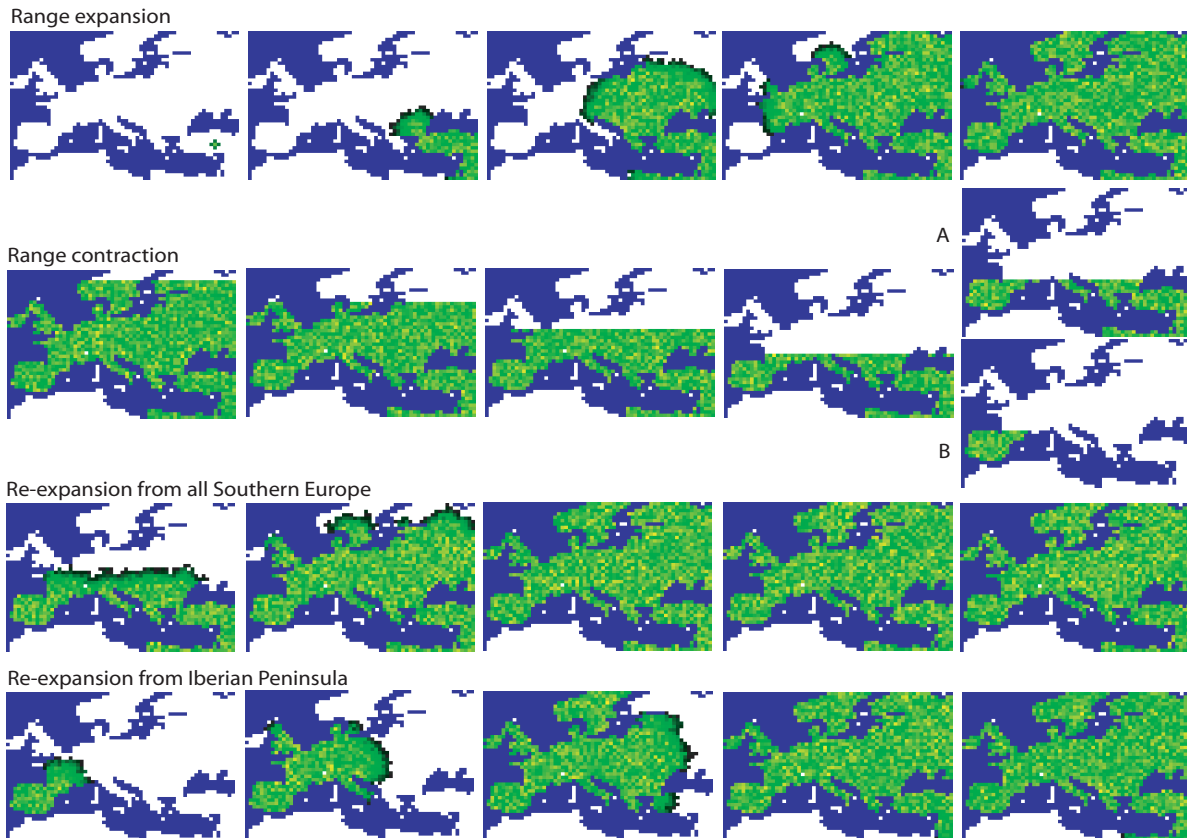 Range expansion
A
Range contraction
B
Re-expansion from all Southern Europe
Re-expansion from Iberian Peninsula